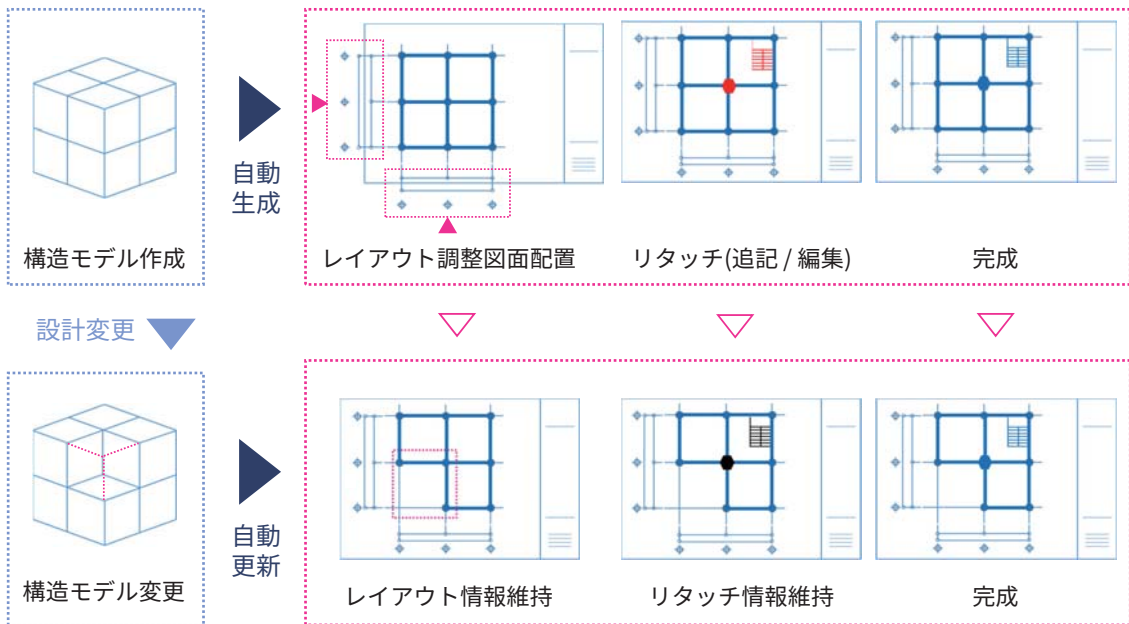 構造モデル作成
自動
生成
レイアウト調整図面配置
リタッチ(追記 / 編集)
完成
設計変更
構造モデル変更
自動
更新
レイアウト情報維持
リタッチ情報維持
完成